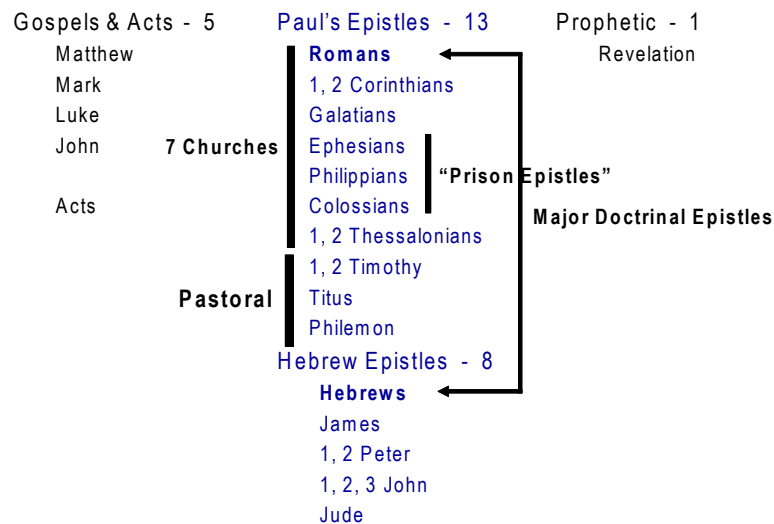 Gospels & Acts - 5
Matthew
Mark
Luke
John
Acts
7 Churches
Pastoral
Paul's Epistles - 13
Romans
1, 2 Corinthians
Galatians
Ephesians
Philippians
Colossians
1, 2 Thessalonians
1, 2 Timothy
Titus
Philemon
“Prison Epistles”
Hebrew Epistles - 8
Hebrews
James
1, 2 Peter
1, 2, 3 John
Jude
Major Doctrinal Epistles
Prophetic - 1
Revelation